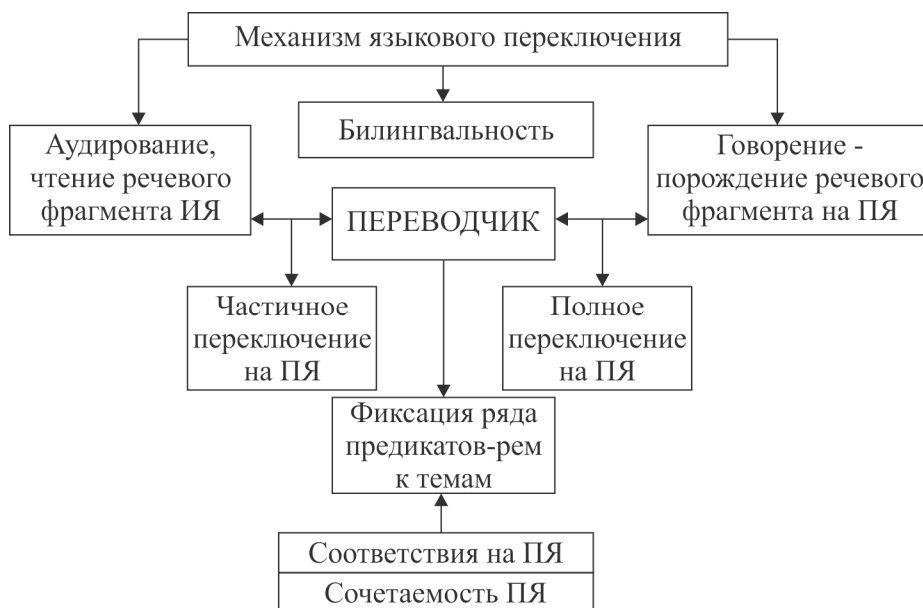 Механизм языкового переключения
Билингвальность
Аудирование,
чтение речевого
фрагмента ИЯ
Говорение -
порождение речевого
фрагмента на ПЯ
ПЕРЕВОДЧИК
Частичное
переключение
на ПЯ
Полное
переключение
на ПЯ
Фиксация ряда
предикатов-рем
к темам
Соответствия на ПЯ
Сочетаемость ПЯ